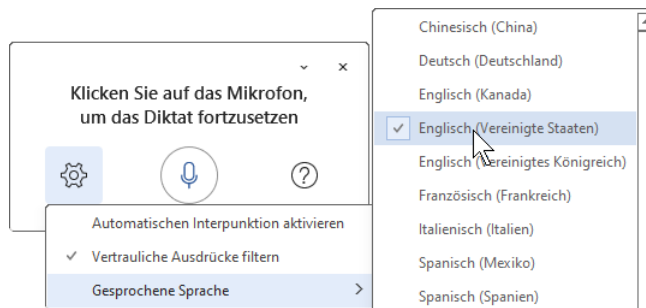 Klicken Sie auf das Mikrofon,
um das Diktat fortzusetzen
Automatischen Interpunktion aktivieren
Vertrauliche Ausdrücke filtern
Gesprochene Sprache
Chinesisch (China)
Deutsch (Deutschland)
Englisch (Kanada)
Englisch (Vereinigte Staaten)
Englisch (Vereinigtes Königreich)
Französisch (Frankreich)
Italienisch (Italien)
Spanisch (Mexiko)
Spanisch (Spanien)